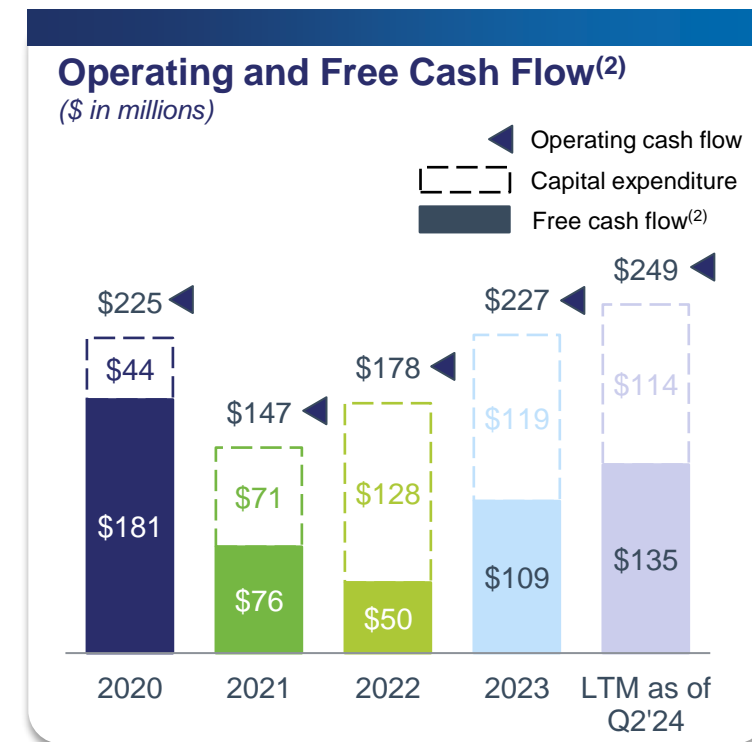 Operating and Free Cash Flow(2)
($ in millions)
Operating cash flow
Capital expenditure
Free cash flow(2)
$225
$44
$181
$147
$71
$76
$178
$128
$50
$227
$119
$109
$249
$114
$135
2020
2021
2022
2023
LTM as of
Q2'24